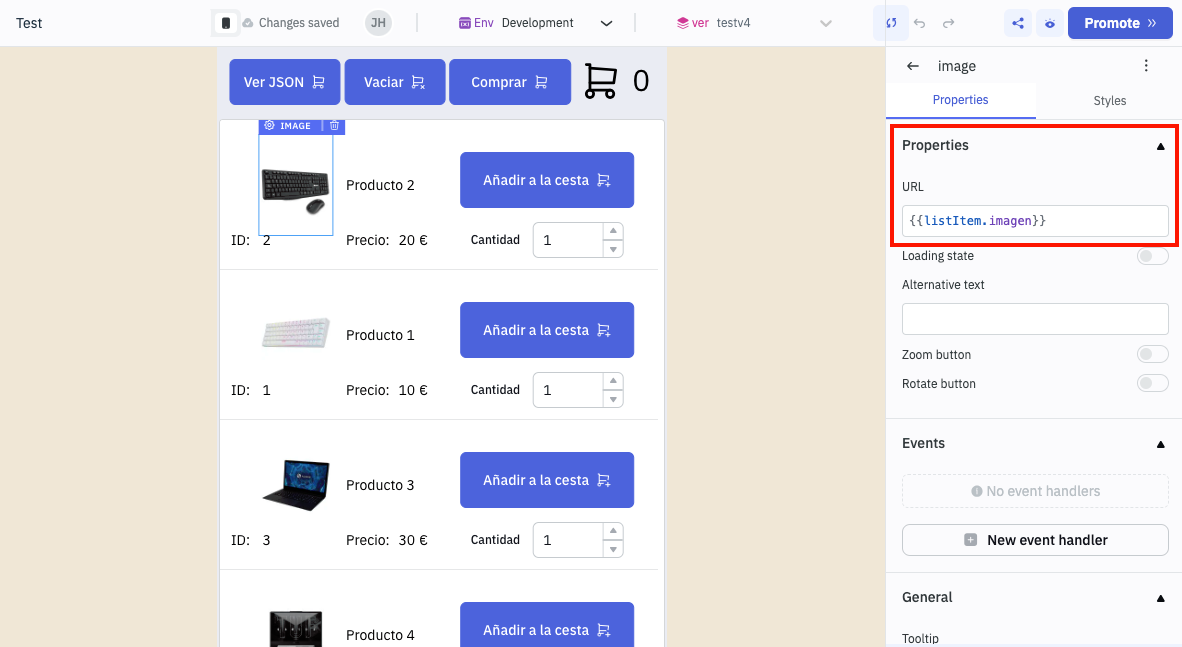 Test
Changes saved
JH
Env Development
ver testv4
Promote
image
Properties
Styles
Ver JSON
Vaciar
Comprar
0
IMAGE
Producto 2
Añadir a la cesta
ID: 2
Precio: 20 €
Cantidad
1
Producto 1
Añadir a la cesta
ID: 1
Precio: 10 €
Cantidad
1
Producto 3
Añadir a la cesta
ID: 3
Precio: 30 €
Cantidad
1
Producto 4
Añadir a la cesta
Properties
URL
{{listItem.imagen}}
Loading state
Alternative text
Zoom button
Rotate button
Events
No event handlers
New event handler
General
Tooltip